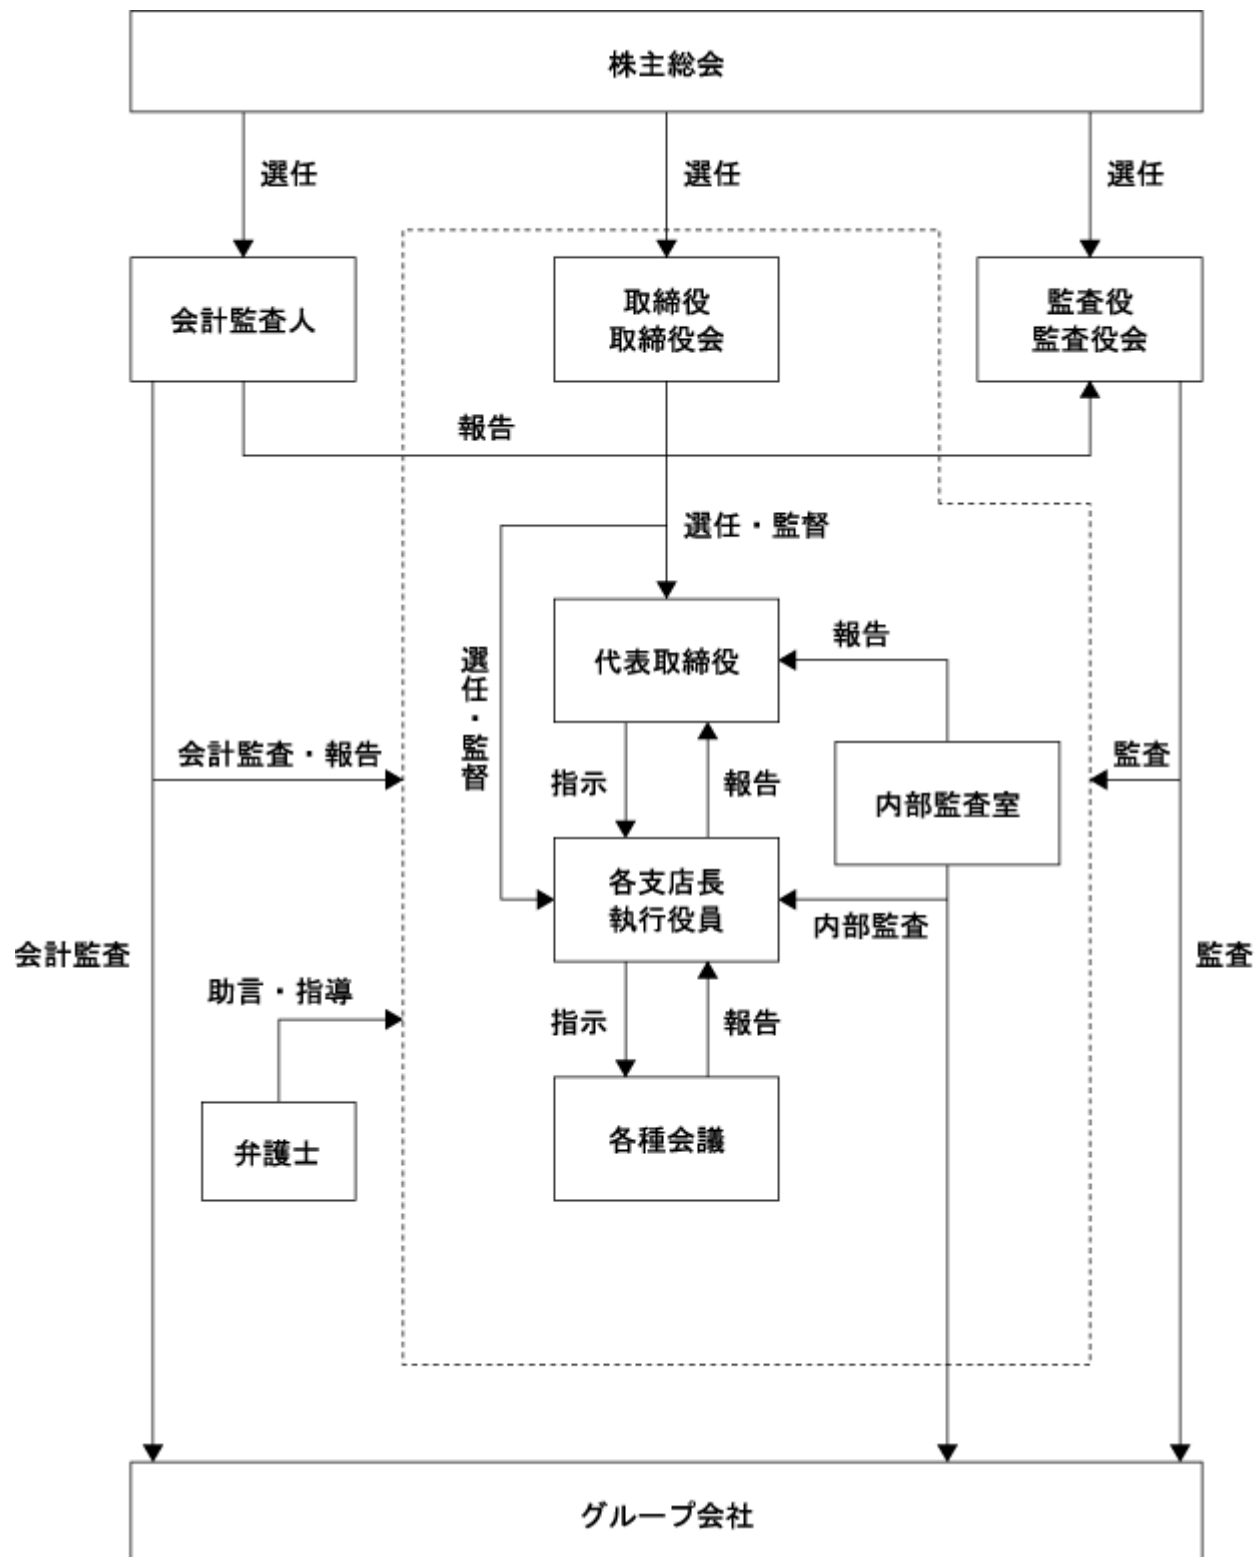 株主総会
選任
選任
選任
会計監査人
取締役
取締役会
監査役
監査役会
報告
選任・監督
選任・監督
代表取締役
報告
会計監査・報告
指示
報告
内部監査室
監査
各支店長
執行役員
内部監査
会計監査
監査
助言・指導
指示
報告
弁護士
各種会議
グループ会社